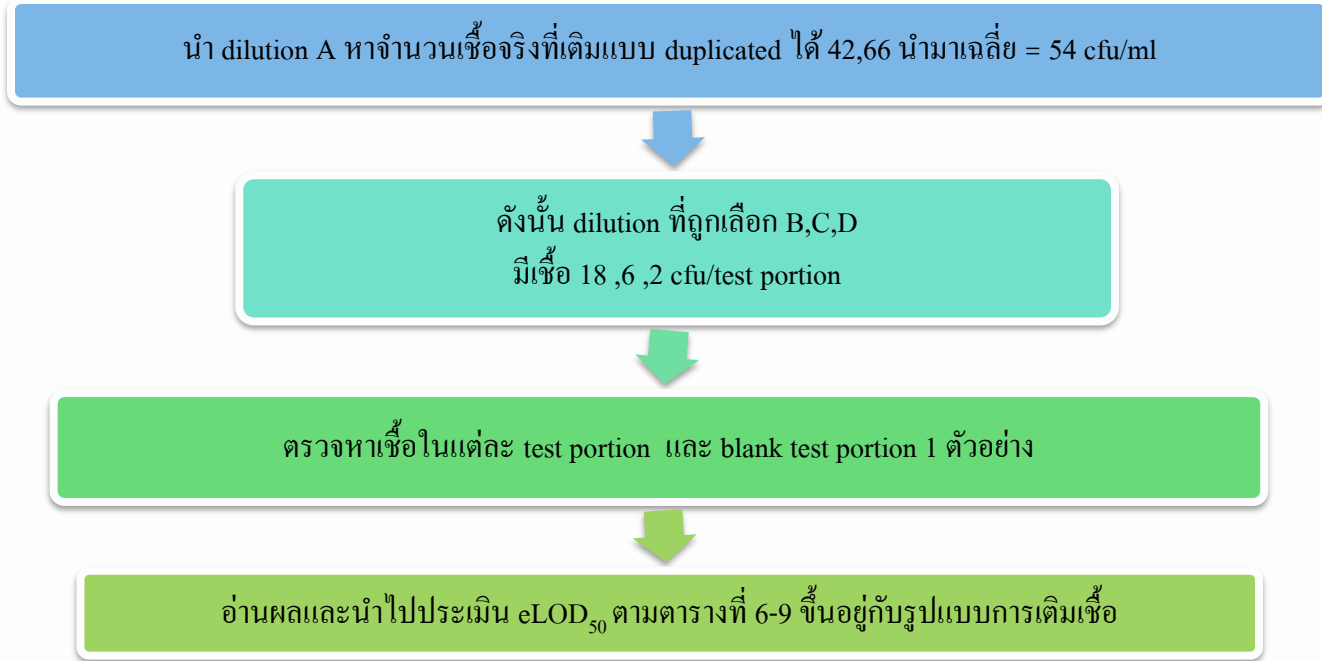 นำ dilution A หาจำนวนเชื้อจริงที่เติมแบบ duplicated ได้ 42,66 นำมาเฉลี่ย = 54 cfu/ml
ดังนั้น dilution ที่ถูกเลือก B,C,D
มีเชื้อ 18 ,6 ,2 cfu/test portion
ตรวจหาเชื้อในแต่ละ test portion และ blank test portion 1 ตัวอย่าง
อ่านผลและนำไปประเมิน eLOD₅₀ ตามตารางที่ 6-9 ขึ้นอยู่กับรูปแบบการเติมเชื้อ